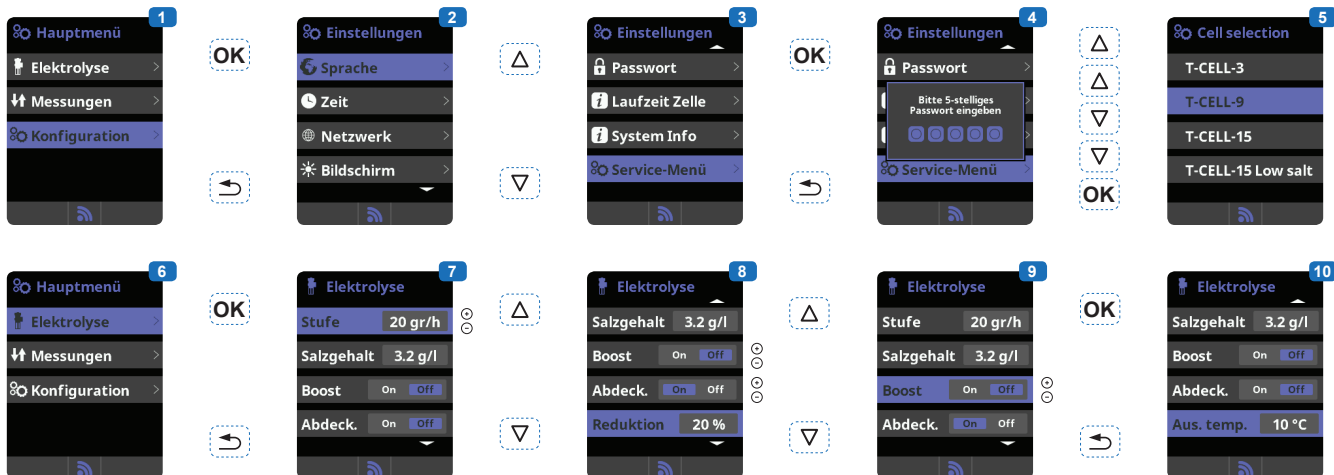 1
Hauptmenü
Elektrolyse
Messungen
Konfiguration
OK
2
Einstellungen
Sprache
Zeit
Netzwerk
Bildschirm
3
Einstellungen
Passwort
Laufzeit Zelle
System Info
Service-Menü
OK
4
Einstellungen
Passwort
Bitte 5-stelliges
Passwort eingeben
Service-Menü
OK
5
Cell selection
T-CELL-3
T-CELL-9
T-CELL-15
T-CELL-15 Low salt
6
Hauptmenü
Elektrolyse
Messungen
Konfiguration
OK
7
Elektrolyse
Stufe 20 gr/h
Salzgehalt 3.2 g/l
Boost On Off
Abdeck. On Off
8
Elektrolyse
Salzgehalt 3.2 g/l
Boost On Off
Abdeck. On Off
Reduktion 20 %
9
Elektrolyse
Stufe 20 gr/h
Salzgehalt 3.2 g/l
Boost On Off
Abdeck. On Off
OK
10
Elektrolyse
Salzgehalt 3.2 g/l
Boost On Off
Abdeck. On Off
Aus. temp. 10 °C